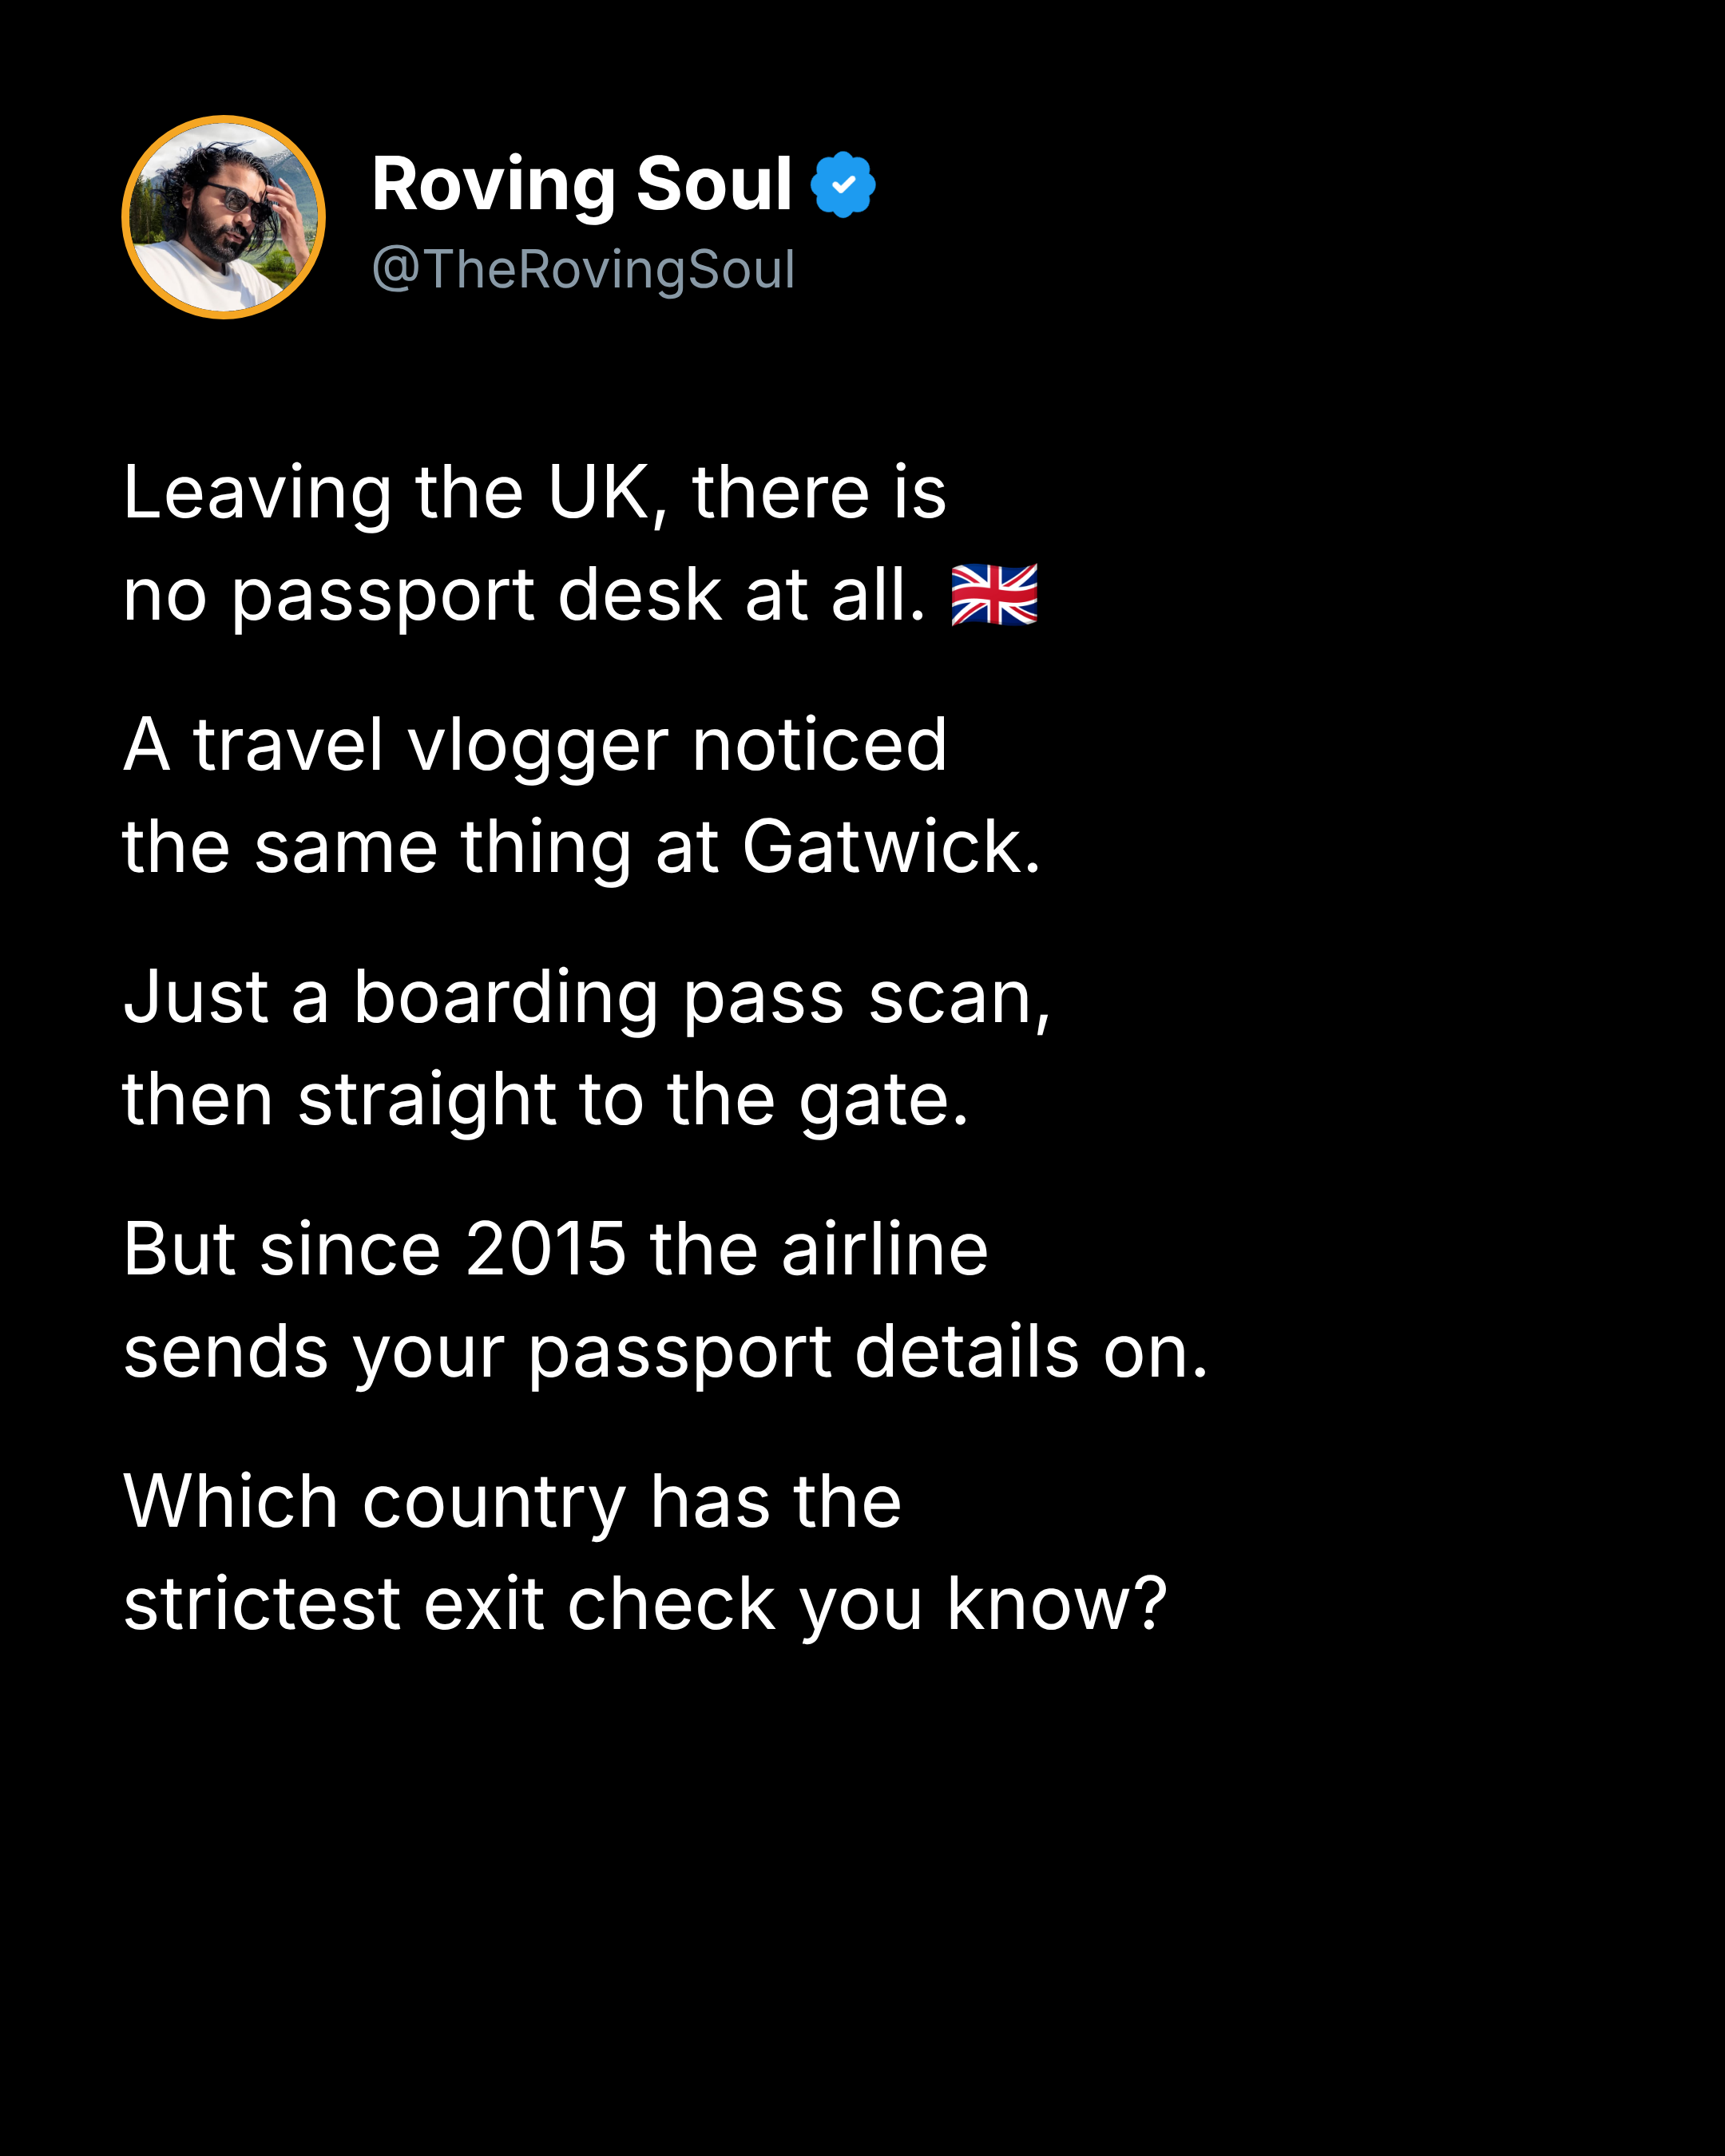 Roving Soul
@TheRovingSoul
Leaving the UK, there is
no passport desk at all. 🇬🇧
A travel vlogger noticed
the same thing at Gatwick.
Just a boarding pass scan,
then straight to the gate.
But since 2015 the airline
sends your passport details on.
Which country has the
strictest exit check you know?